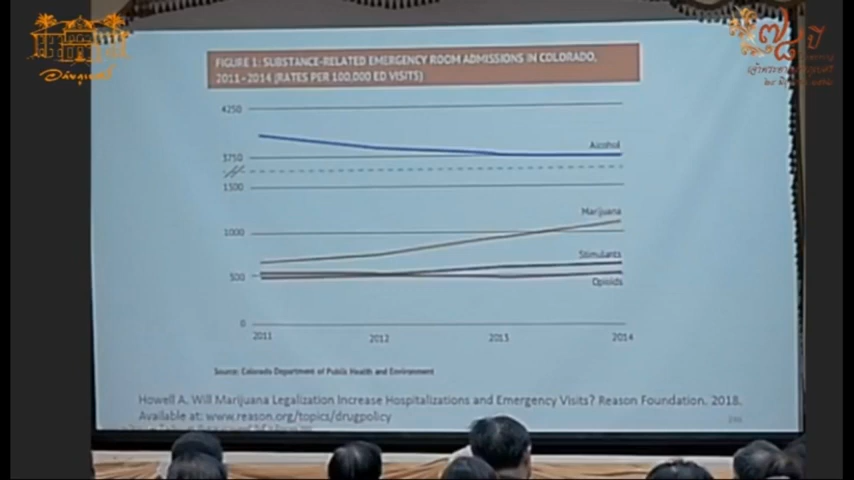 FIGURE 1: SUBSTANCE-RELATED EMERGENCY ROOM ADMISSIONS IN COLORADO,
2011–2014 (RATES PER 100,000 ED VISITS)
4250
Alcohol
3750
1500
Marijuana
1000
Stimulants
500
Opioids
0
2011
2012
2013
2014
Source: Colorado Department of Public Health and Environment
Howell A. Will Marijuana Legalization Increase Hospitalizations and Emergency Visits? Reason Foundation. 2018.
Available at: www.reason.org/topics/drugpolicy